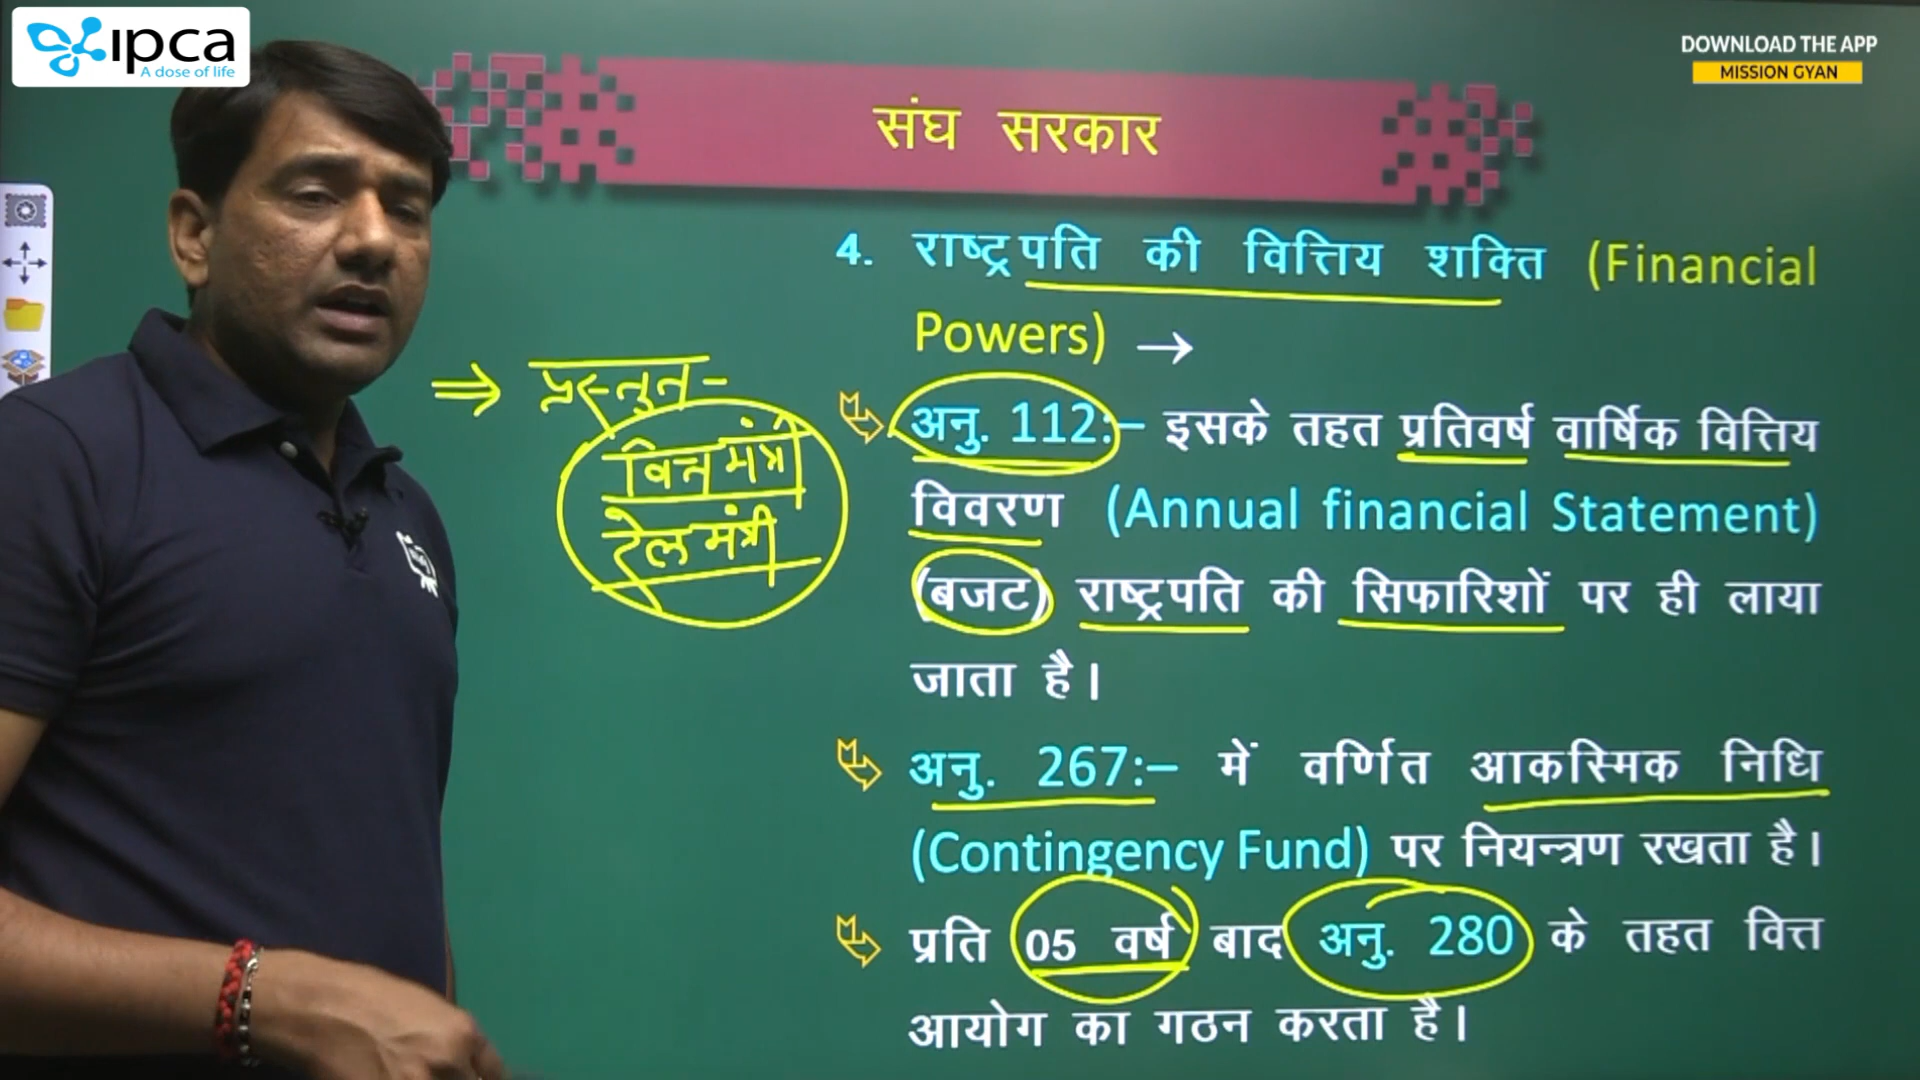 ipca
A dose of life
DOWNLOAD THE APP
MISSION GYAN
संघ सरकार
4. राष्ट्रपति की वित्तिय शक्ति (Financial
Powers) →
अनु. 112:– इसके तहत प्रतिवर्ष वार्षिक वित्तिय
विवरण (Annual financial Statement)
(बजट) राष्ट्रपति की सिफारिशों पर ही लाया
जाता है।
अनु. 267:– में वर्णित आकस्मिक निधि
(Contingency Fund) पर नियन्त्रण रखता है।
प्रति 05 वर्ष बाद अनु. 280 के तहत वित्त
आयोग का गठन करता है।
⇒ प्रस्तुत -
वित्त मंत्री
रेल मंत्री